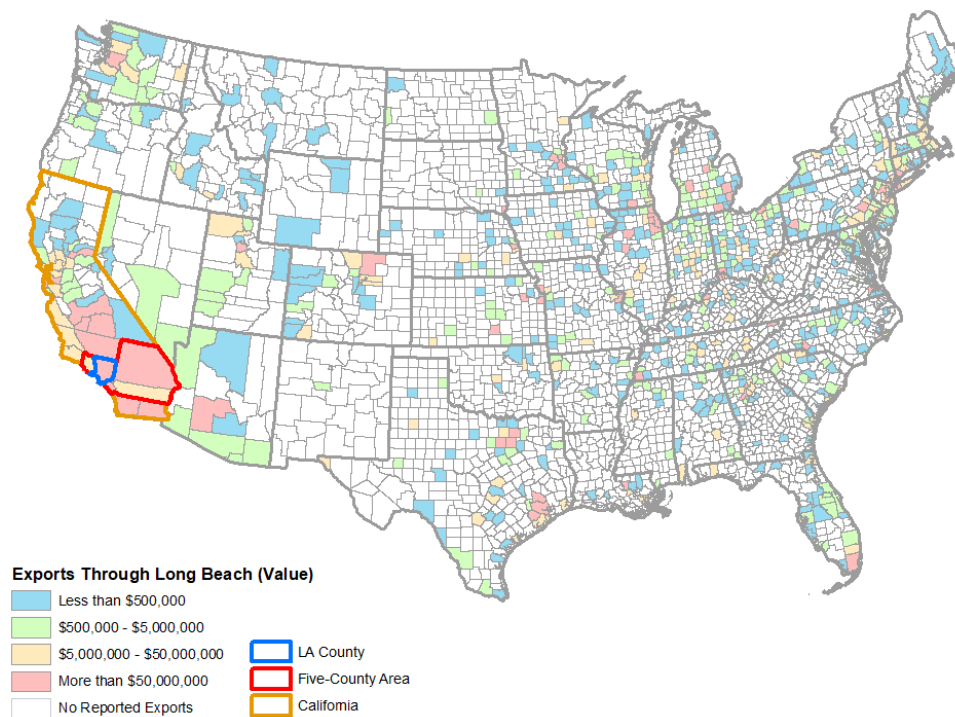 Exports Through Long Beach (Value)
Less than $500,000
$500,000 - $5,000,000
$5,000,000 - $50,000,000
More than $50,000,000
No Reported Exports
LA County
Five-County Area
California